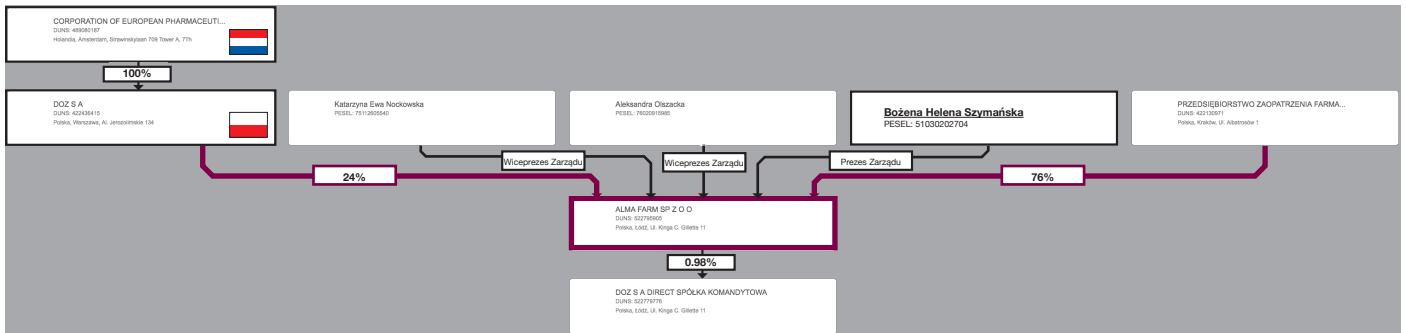 CORPORATION OF EUROPEAN PHARMACEUTI...
DUNS: 489080187
Holandia, Amsterdam, Strawinskylaan 709 Tower A, 7Th
100%
DOZ S A
DUNS: 422436415
Polska, Warszawa, Al. Jerozolimskie 134
Katarzyna Ewa Nockowska
PESEL: 75112605540
Aleksandra Olszacka
PESEL: 76020915985
Bożena Helena Szymańska
PESEL: 51030202704
PRZEDSIĘBIORSTWO ZAOPATRZENIA FARMA...
DUNS: 422130971
Polska, Kraków, Ul. Albatrosów 1
Wiceprezes Zarządu
Wiceprezes Zarządu
Prezes Zarządu
24%
76%
ALMA FARM SP Z O O
DUNS: 522795905
Polska, Łódź, Ul. Kinga C. Gillette 11
0.98%
DOZ S A DIRECT SPÓŁKA KOMANDYTOWA
DUNS: 522779776
Polska, Łódź, Ul. Kinga C. Gillette 11